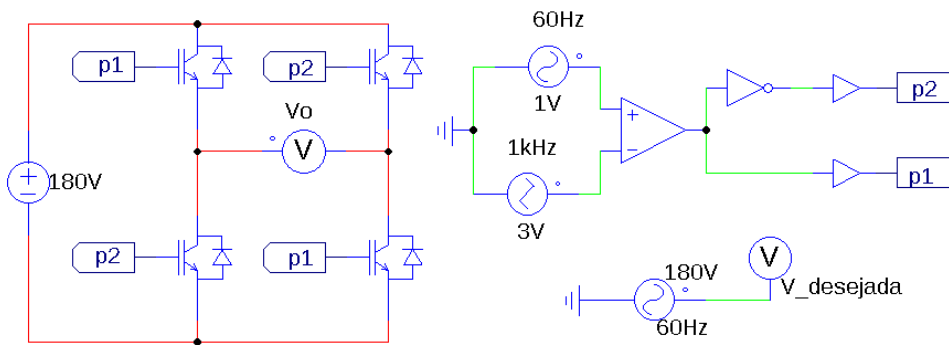 60Hz
p1
p2
p2
1V
Vo
V
1kHz
180V
p1
3V
p2
p1
180V
V
V_desejada
60Hz